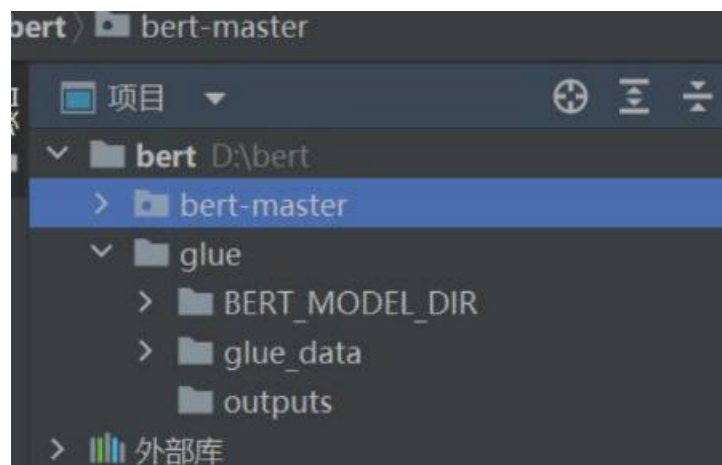 bert 〉 bert-master
项目
bert D:\bert
bert-master
glue
BERT_MODEL_DIR
glue_data
outputs
外部库